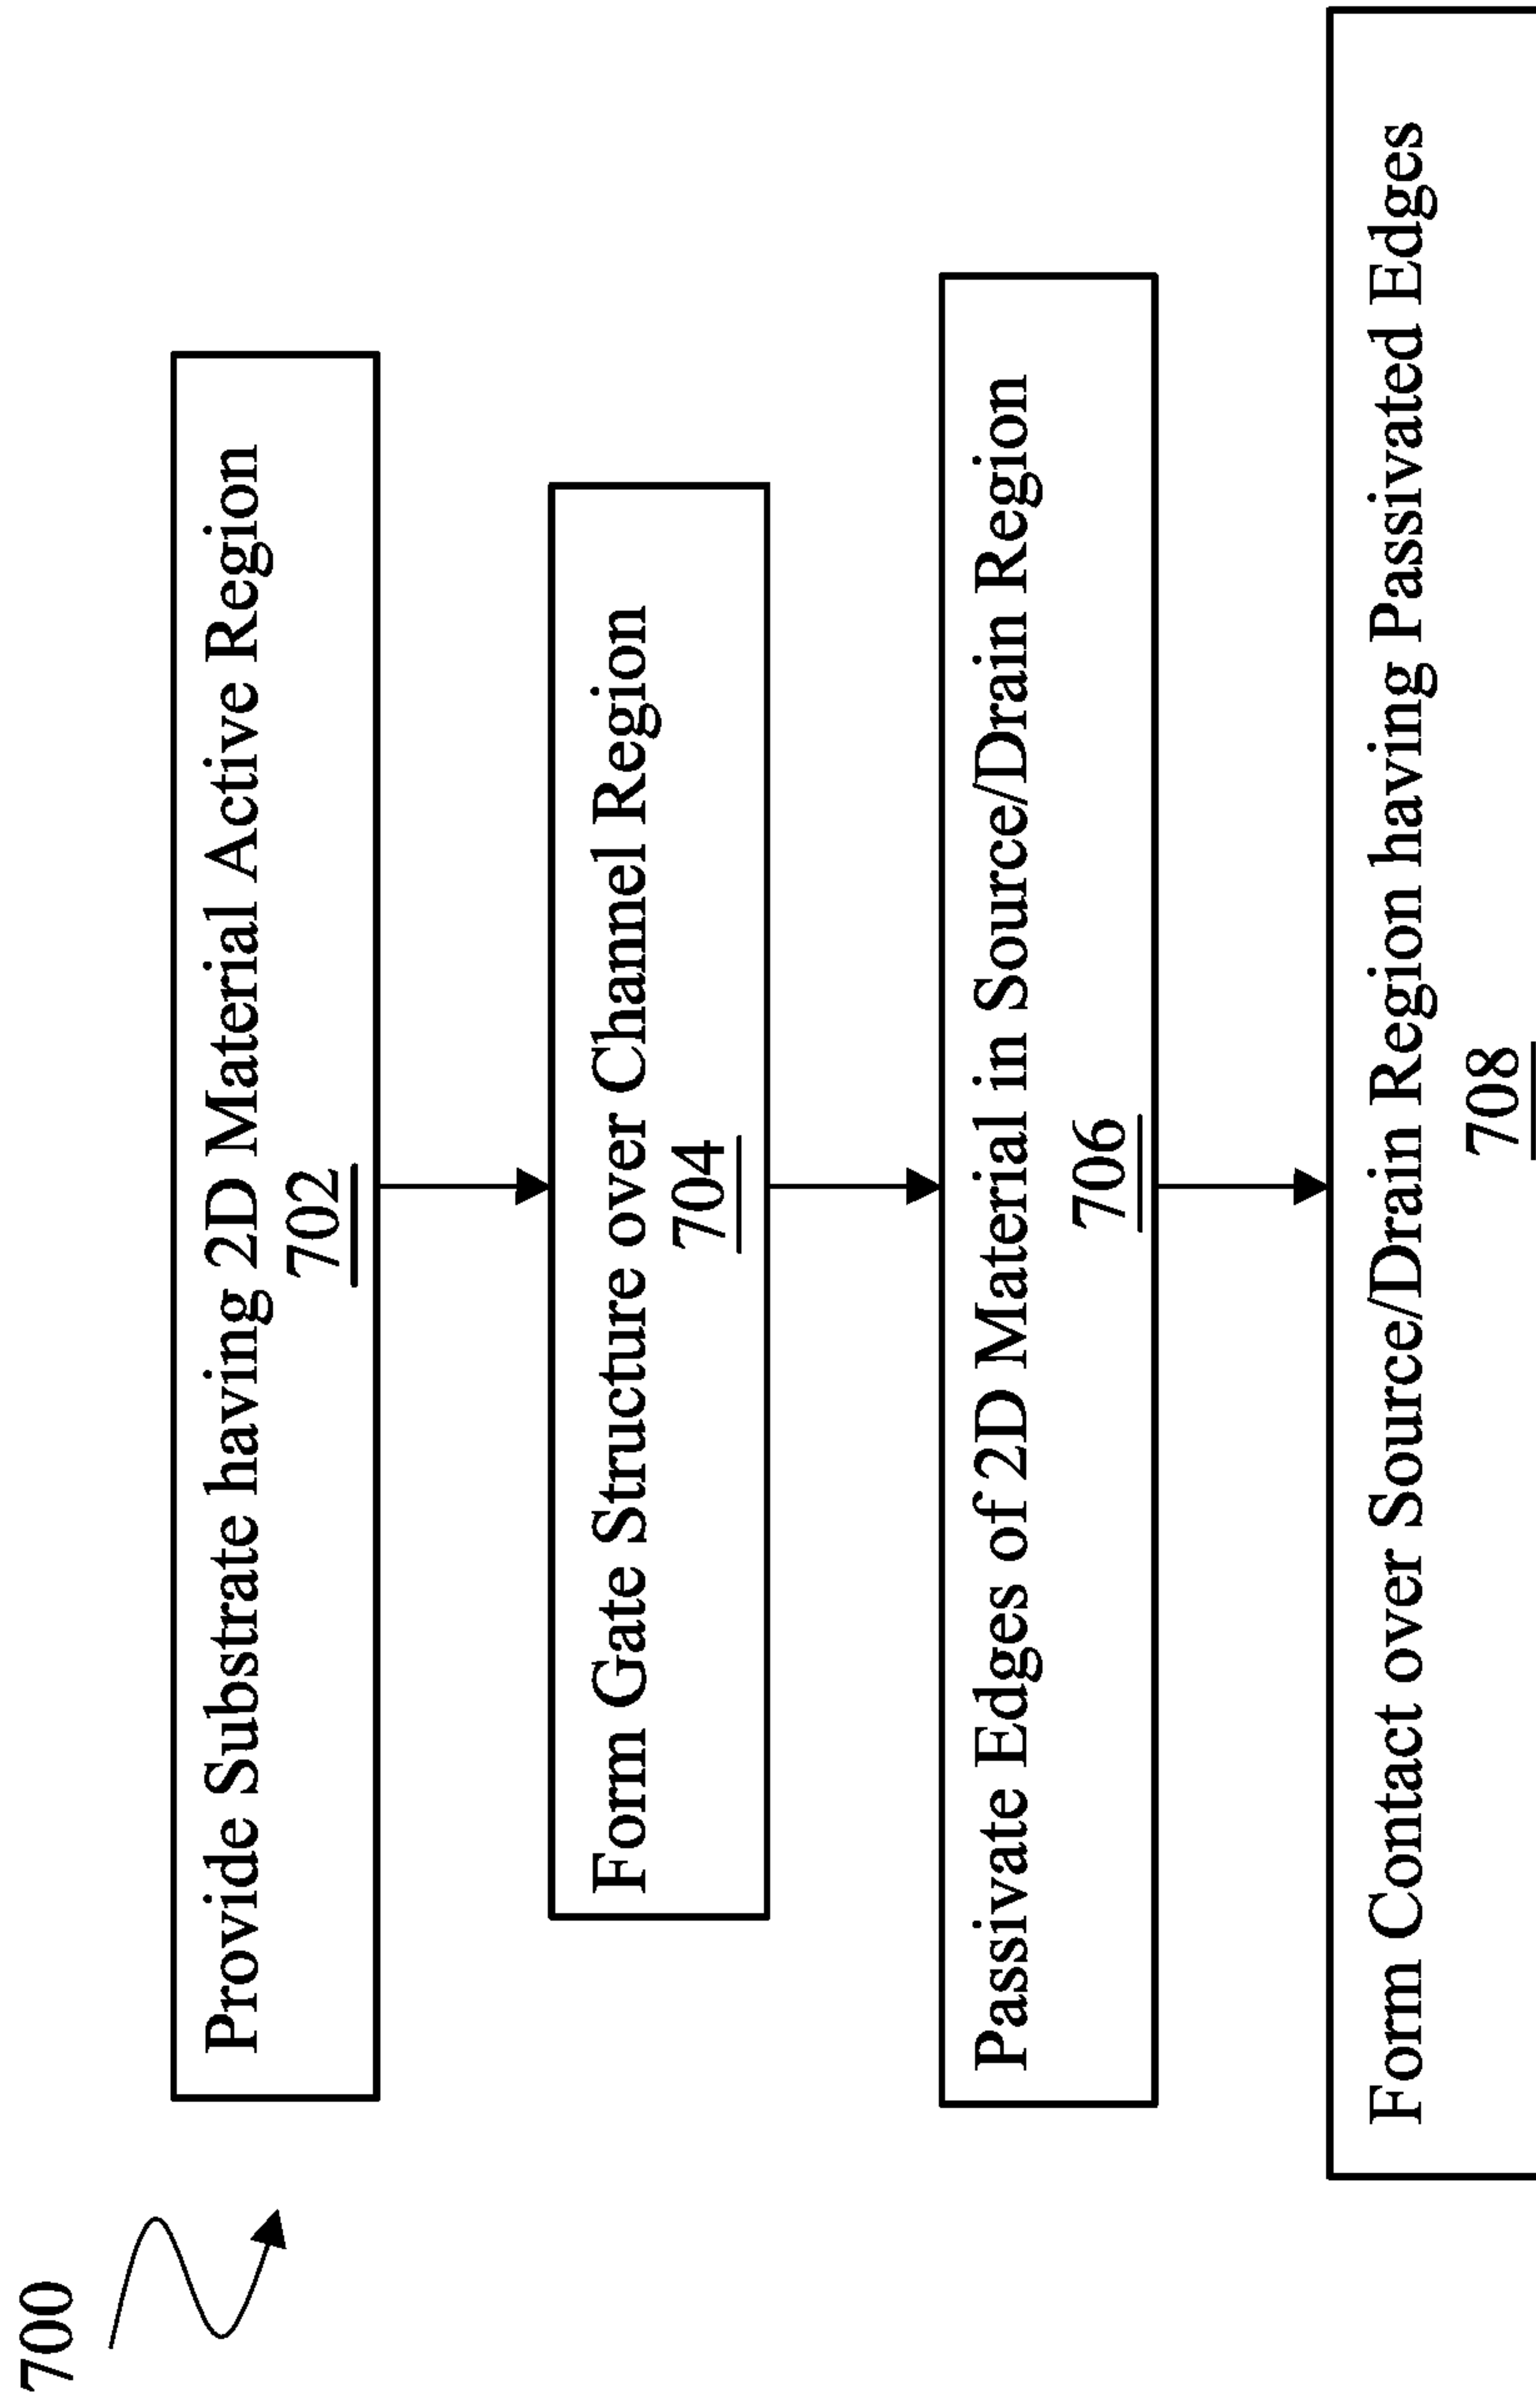 700
Provide Substrate having 2D Material Active Region
702
Form Gate Structure over Channel Region
704
Passivate Edges of 2D Material in Source/Drain Region
706
Form Contact over Source/Drain Region having Passivated Edges
708